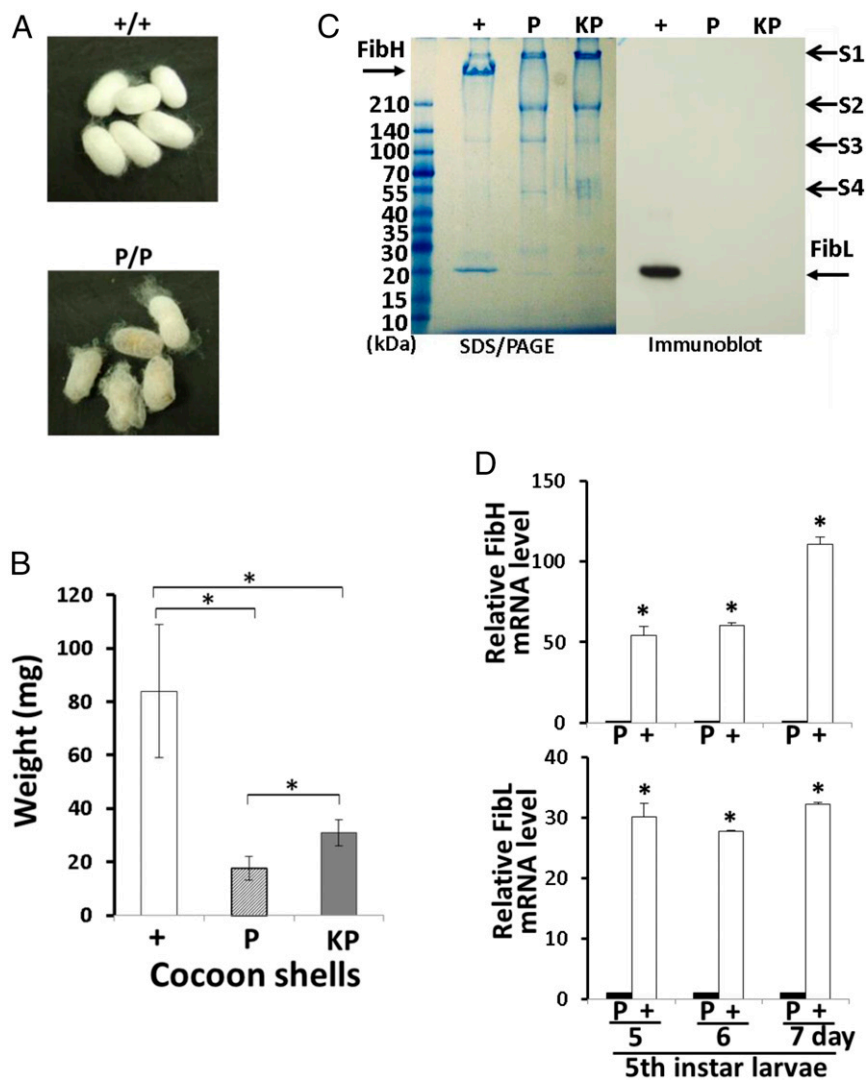 A
+/+
P/P
B
120
100
80
60
40
20
0
Weight (mg)
*
*
*
+ P KP
Cocoon shells
C
+ P KP + P KP
FibH
210
140
100
70
55
40
35
30
20
15
10
(kDa)
S1
S2
S3
S4
FibL
SDS/PAGE Immunoblot
D
150
100
50
0
Relative FibH
mRNA level
* * *
P + P + P +
40
30
20
10
0
Relative FibL
mRNA level
* * *
P + P + P +
5 6 7 day
5th instar larvae